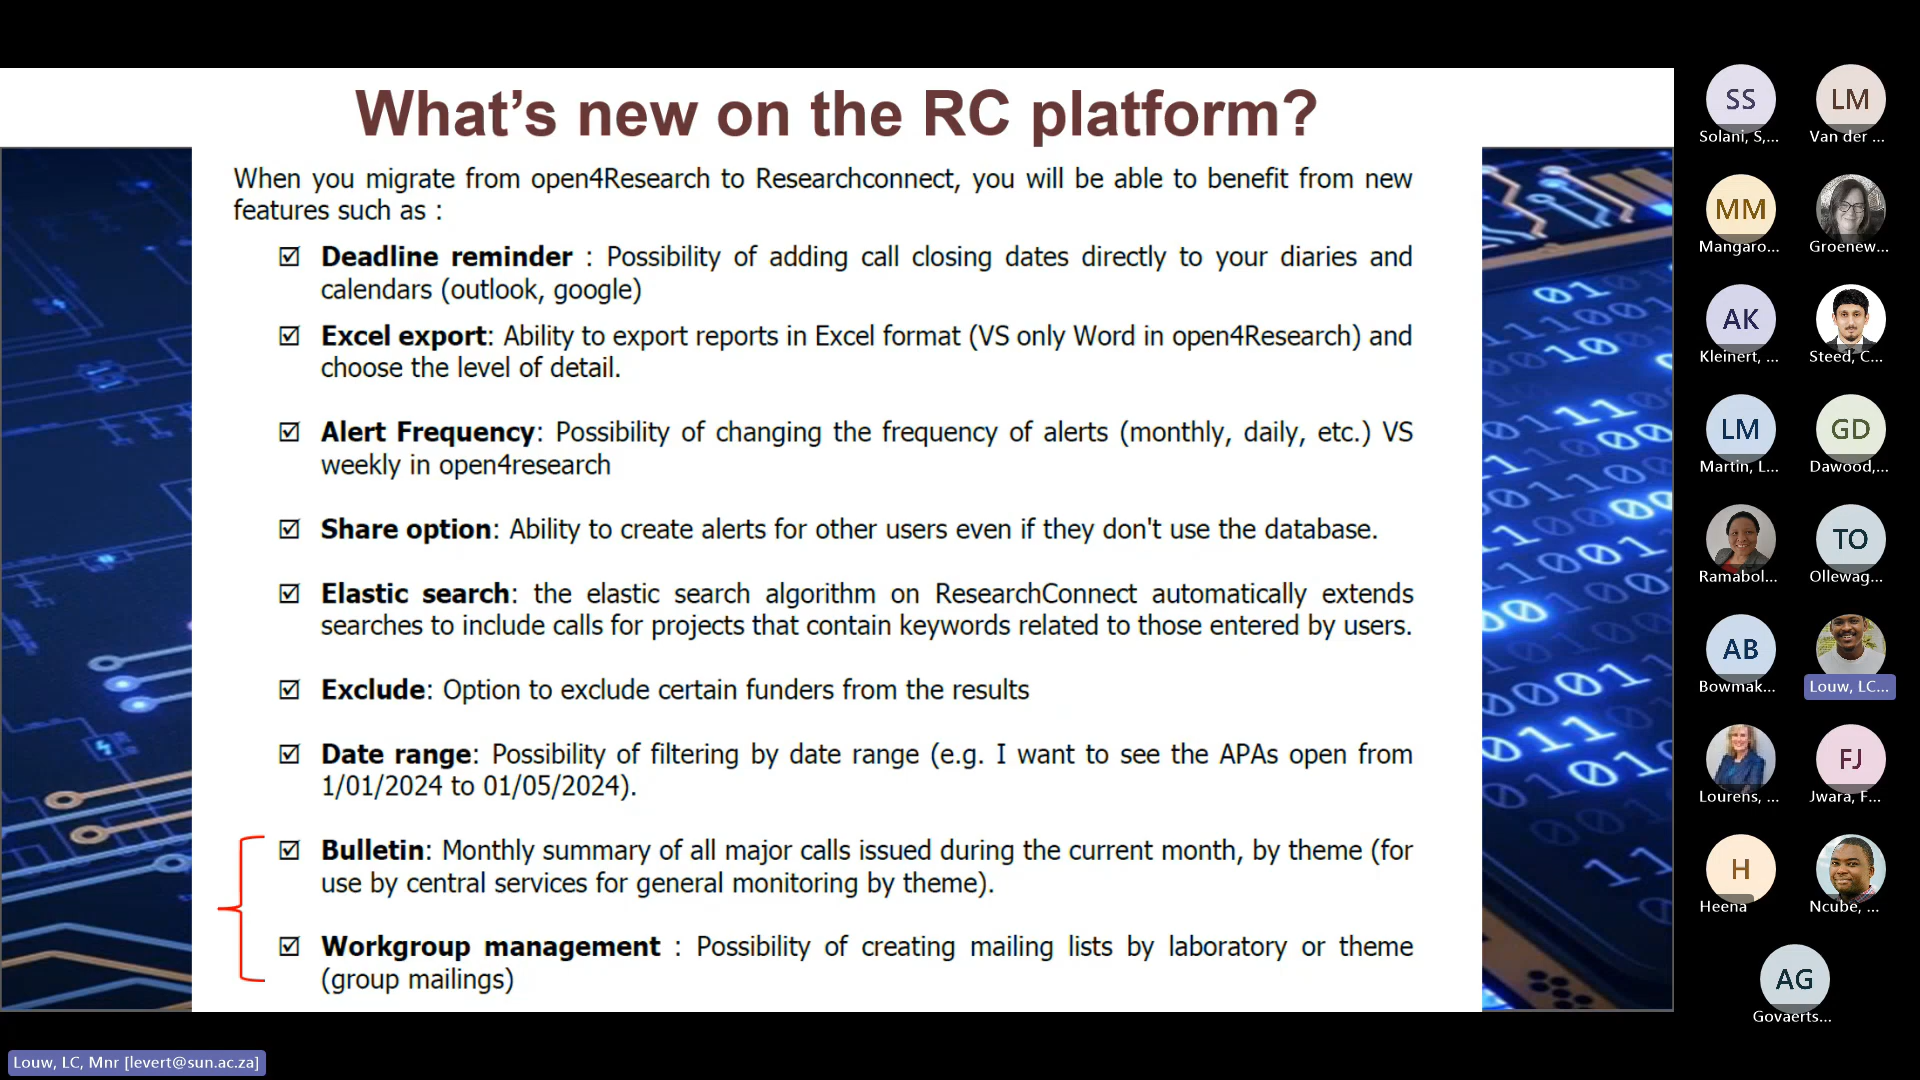 What's new on the RC platform?
When you migrate from open4Research to Researchconnect, you will be able to benefit from new
features such as :
☑ Deadline reminder : Possibility of adding call closing dates directly to your diaries and
calendars (outlook, google)
☑ Excel export: Ability to export reports in Excel format (VS only Word in open4Research) and
choose the level of detail.
☑ Alert Frequency: Possibility of changing the frequency of alerts (monthly, daily, etc.) VS
weekly in open4research
☑ Share option: Ability to create alerts for other users even if they don't use the database.
☑ Elastic search: the elastic search algorithm on ResearchConnect automatically extends
searches to include calls for projects that contain keywords related to those entered by users.
☑ Exclude: Option to exclude certain funders from the results
☑ Date range: Possibility of filtering by date range (e.g. I want to see the APAs open from
1/01/2024 to 01/05/2024).
☑ Bulletin: Monthly summary of all major calls issued during the current month, by theme (for
use by central services for general monitoring by theme).
☑ Workgroup management : Possibility of creating mailing lists by laboratory or theme
(group mailings)
SS LM
Solani, S,... Van der ...
MM
Mangaro... Groenew...
AK
Kleinert, ... Steed, C...
LM GD
Martin, L... Dawood,...
TO
Ramabol... Ollewag...
AB
Bowmak... Louw, LC...
FJ
Lourens, ... Jwara, F...
H
Heena Ncube, ...
AG
Govaerts...
Louw, LC, Mnr [levert@sun.ac.za]